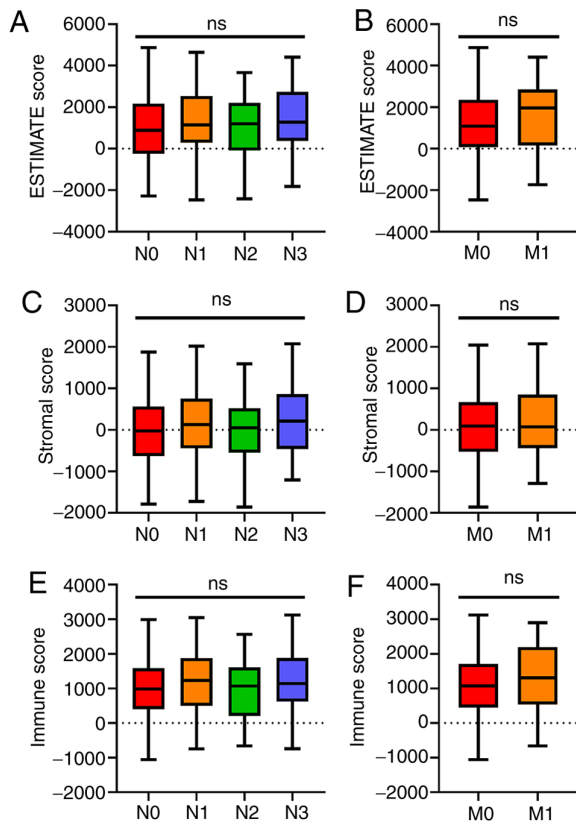 A
ns
ESTIMATE score
6000
4000
2000
0
−2000
−4000
N0 N1 N2 N3
B
ns
ESTIMATE score
6000
4000
2000
0
−2000
−4000
M0 M1
C
ns
Stromal score
3000
2000
1000
0
−1000
−2000
N0 N1 N2 N3
D
ns
Stromal score
3000
2000
1000
0
−1000
−2000
M0 M1
E
ns
Immune score
4000
3000
2000
1000
0
−1000
−2000
N0 N1 N2 N3
F
ns
Immune score
4000
3000
2000
1000
0
−1000
−2000
M0 M1